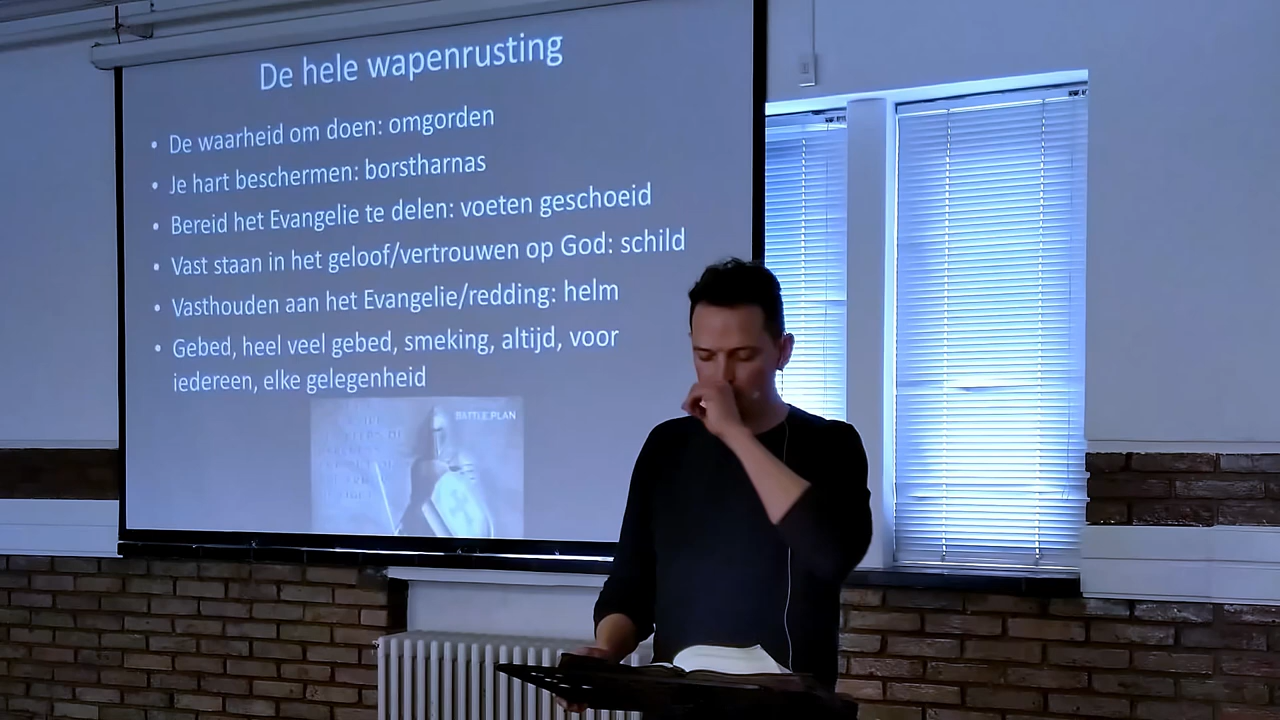 De hele wapenrusting
• De waarheid om doen: omgorden
• Je hart beschermen: borstharnas
• Bereid het Evangelie te delen: voeten geschoeid
• Vast staan in het geloof/vertrouwen op God: schild
• Vasthouden aan het Evangelie/redding: helm
• Gebed, heel veel gebed, smeking, altijd, voor
iedereen, elke gelegenheid
BATTLE PLAN